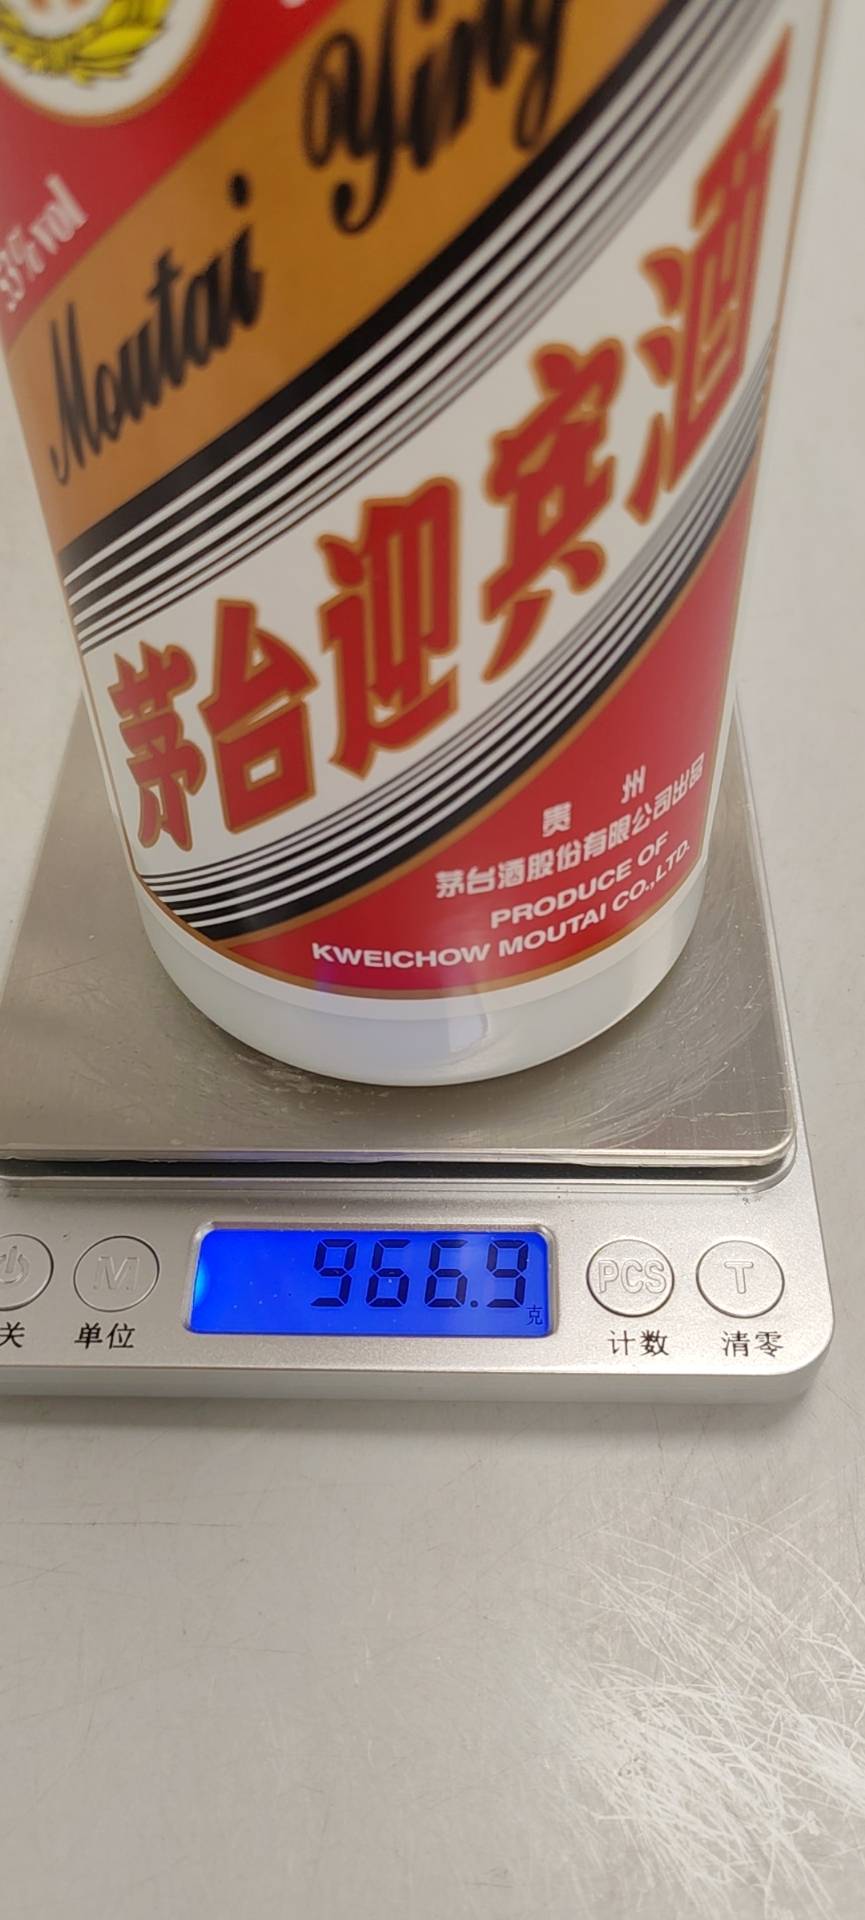 53%vol
Moutai Ying
茅台迎宾酒
贵州
茅台酒股份有限公司出品
PRODUCE OF
KWEICHOW MOUTAI CO.,LTD.
966.9
克
M
PCS
T
关
单位
计数
清零